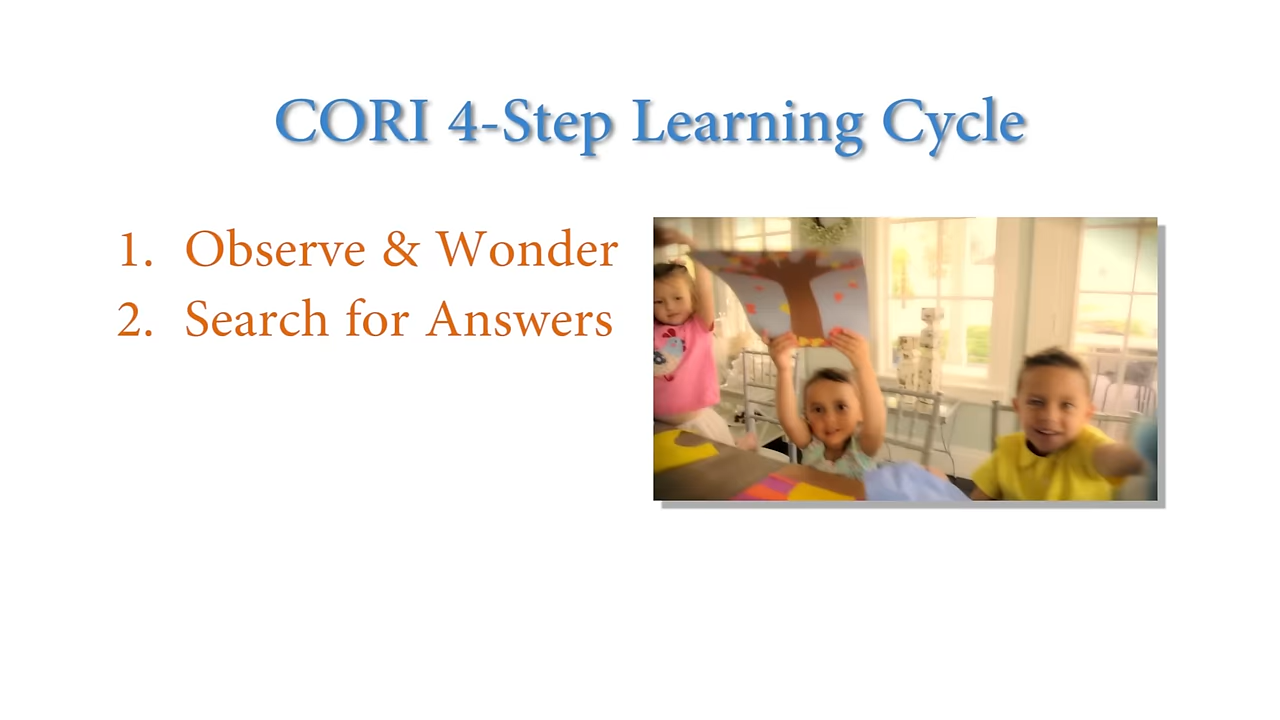 CORI 4-Step Learning Cycle
1. Observe & Wonder
2. Search for Answers